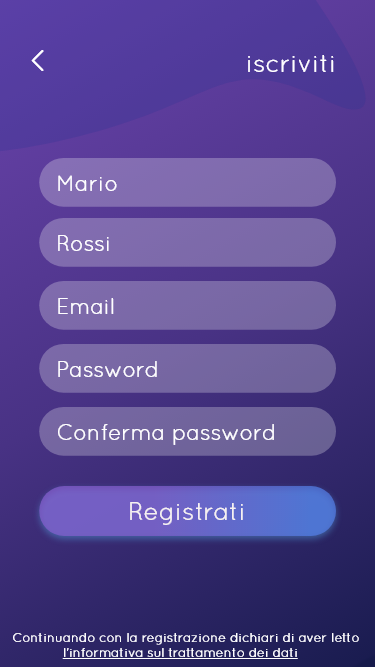 iscriviti
Mario
Rossi
Email
Password
Conferma password
Registrati
Continuando con la registrazione dichiari di aver letto
l'informativa sul trattamento dei dati